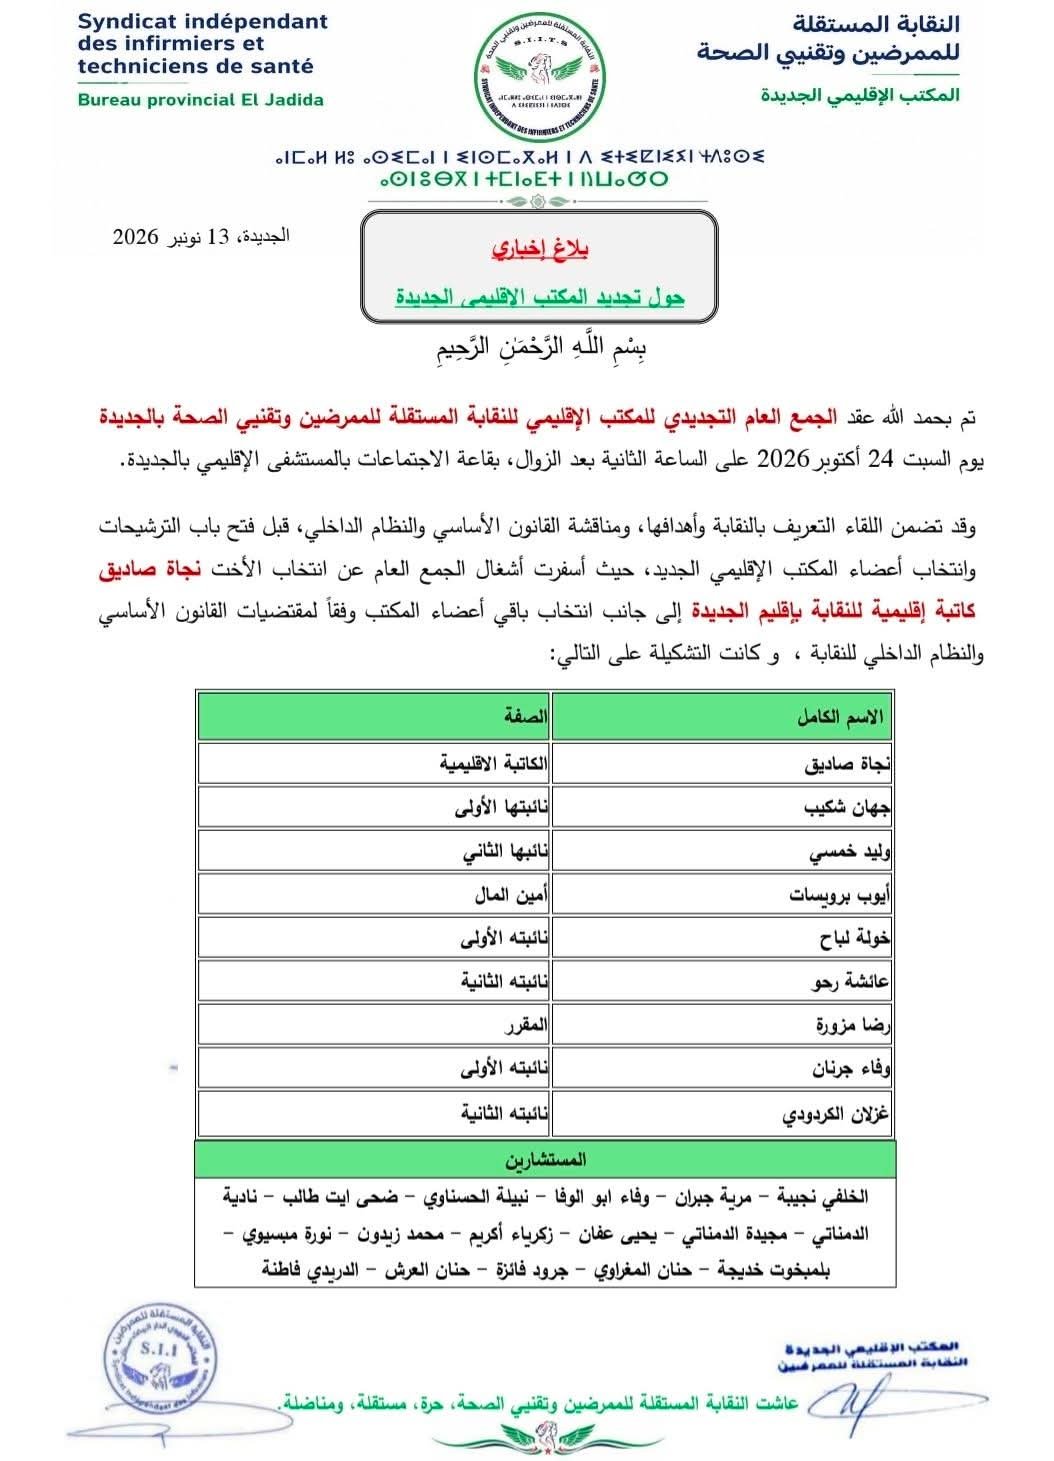 Syndicat indépendant
des infirmiers et
techniciens de santé
Bureau provincial El Jadida
النقابة المستقلة
للممرضين وتقنيي الصحة
المكتب الإقليمي الجديدة
S.I.I.T.S
SYNDICAT INDEPENDANT DES INFIRMIERS ET TECHNICIENS DE SANTE
الجديدة، 13 نونبر 2026
بلاغ إخباري
حول تجديد المكتب الإقليمي الجديدة
بِسْمِ اللَّـهِ الرَّحْمَـٰنِ الرَّحِيمِ
تم بحمد الله عقد الجمع العام التجديدي للمكتب الإقليمي للنقابة المستقلة للممرضين وتقنيي الصحة بالجديدة
يوم السبت 24 أكتوبر 2026 على الساعة الثانية بعد الزوال، بقاعة الاجتماعات بالمستشفى الإقليمي بالجديدة.
وقد تضمن اللقاء التعريف بالنقابة وأهدافها، ومناقشة القانون الأساسي والنظام الداخلي، قبل فتح باب الترشيحات
وانتخاب أعضاء المكتب الإقليمي الجديد، حيث أسفرت أشغال الجمع العام عن انتخاب الأخت نجاة صاديق
كاتبة إقليمية للنقابة بإقليم الجديدة إلى جانب انتخاب باقي أعضاء المكتب وفقاً لمقتضيات القانون الأساسي
والنظام الداخلي للنقابة ، و كانت التشكيلة على التالي:
الاسم الكامل الصفة
نجاة صاديق الكاتبة الاقليمية
جهان شكيب نائبتها الأولى
وليد خمسي نائبها الثاني
أيوب برويسات أمين المال
خولة لباح نائبته الأولى
عائشة رحو نائبته الثانية
رضا مزورة المقرر
وفاء جرنان نائبته الأولى
غزلان الكردودي نائبته الثانية
المستشارين
الخلفي نجيبة – مرية جبران – وفاء ابو الوفا – نبيلة الحسناوي – ضحى ايت طالب – نادية
الدمناتي – مجيدة الدمناتي – يحيى عفان – زكرياء أكريم – محمد زيدون – نورة مبسيوي –
بلمبخوت خديجة – حنان المغراوي – جرود فائزة – حنان العرش – الدريدي فاطنة
S.I.I
المكتب الإقليمي الجديدة
النقابة المستقلة للممرضين
عاشت النقابة المستقلة للممرضين وتقنيي الصحة، حرة، مستقلة، ومناضلة.